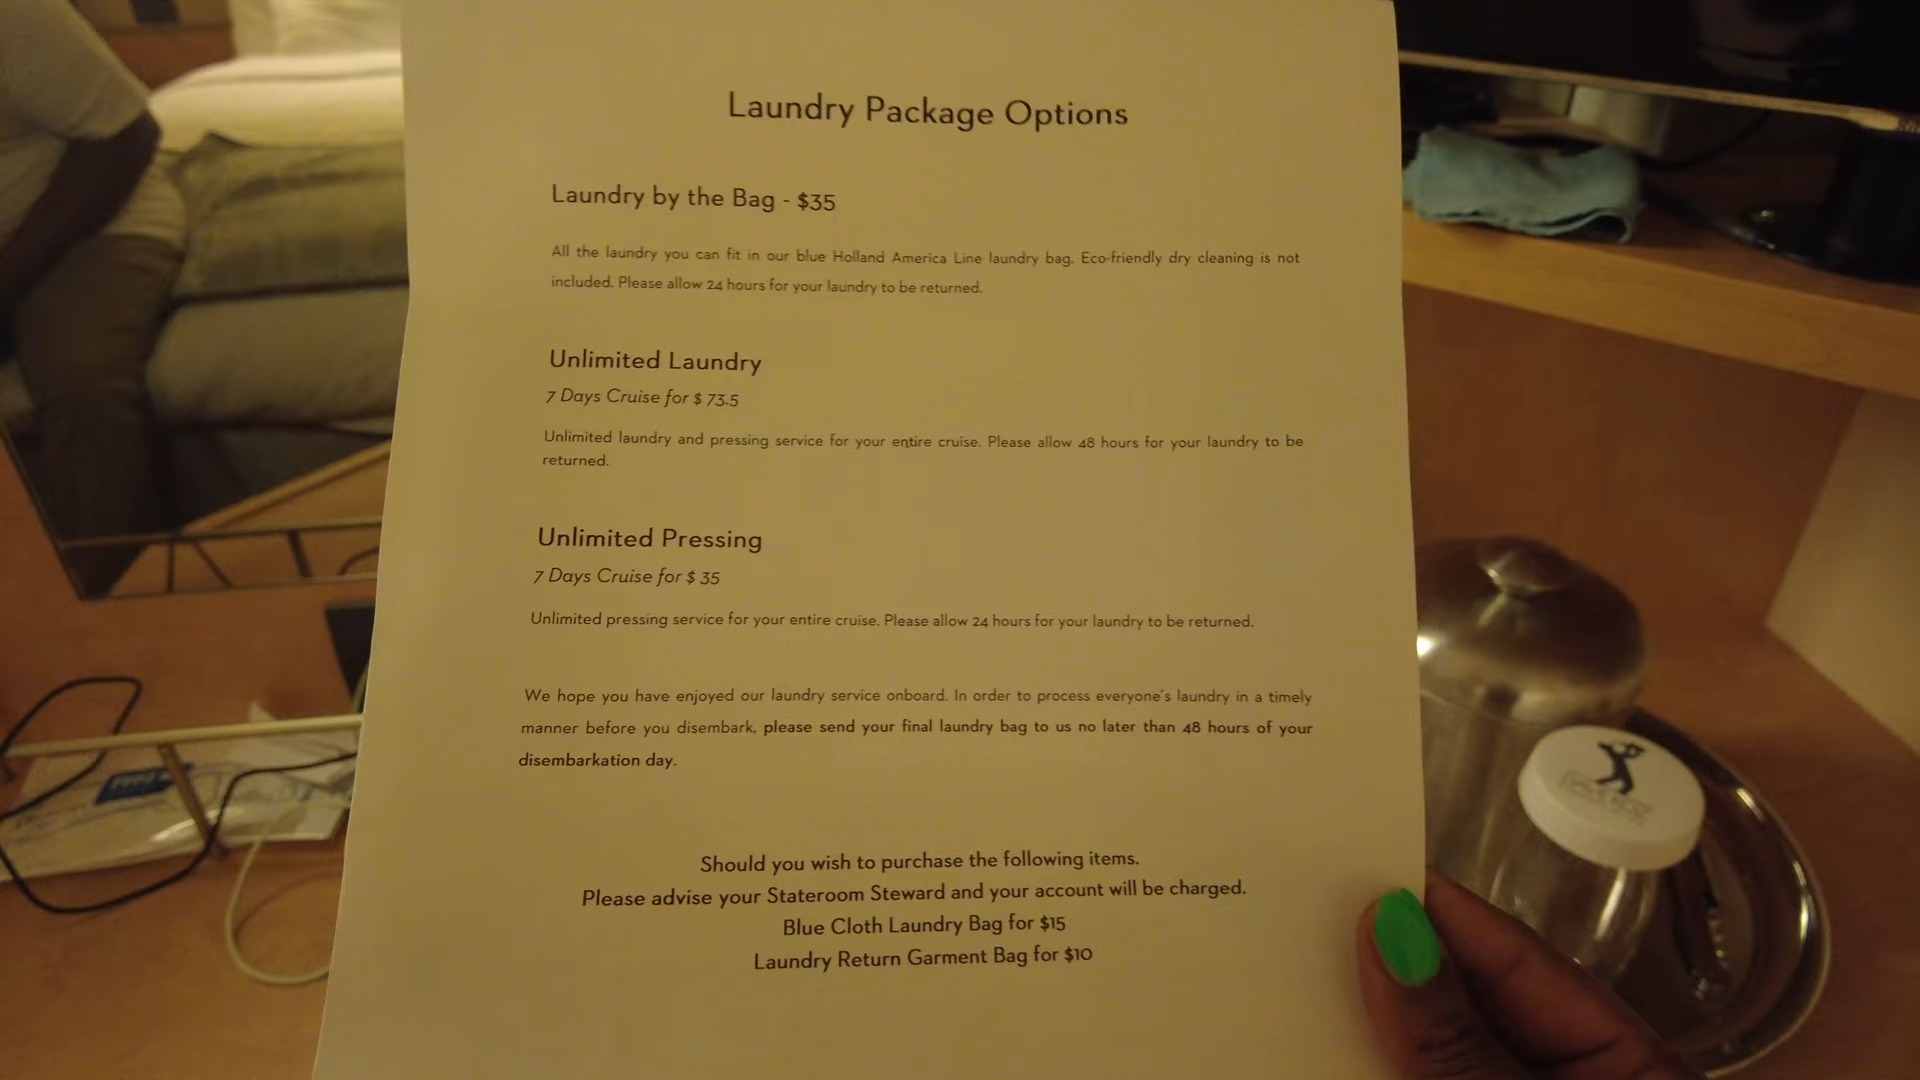 Laundry Package Options
Laundry by the Bag - $35
All the laundry you can fit in our blue Holland America Line laundry bag. Eco-friendly dry cleaning is not
included. Please allow 24 hours for your laundry to be returned.
Unlimited Laundry
7 Days Cruise for $ 73.5
Unlimited laundry and pressing service for your entire cruise. Please allow 48 hours for your laundry to be
returned.
Unlimited Pressing
7 Days Cruise for $ 35
Unlimited pressing service for your entire cruise. Please allow 24 hours for your laundry to be returned.
We hope you have enjoyed our laundry service onboard. In order to process everyone's laundry in a timely
manner before you disembark, please send your final laundry bag to us no later than 48 hours of your
disembarkation day.
Should you wish to purchase the following items.
Please advise your Stateroom Steward and your account will be charged.
Blue Cloth Laundry Bag for $15
Laundry Return Garment Bag for $10